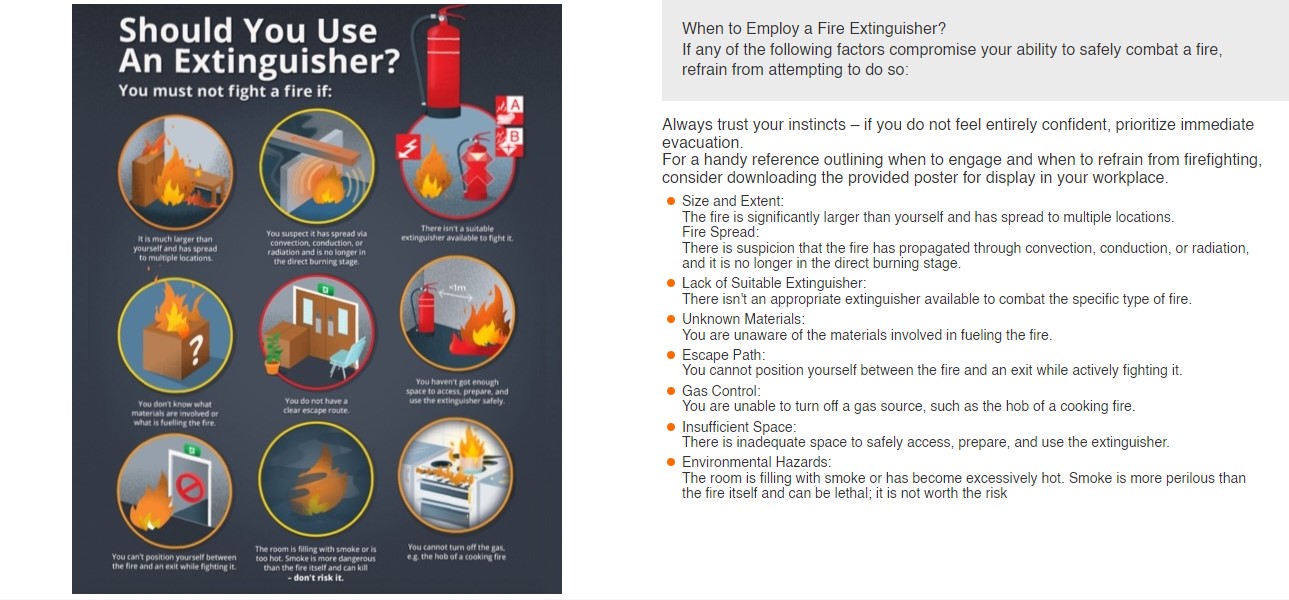 Should You Use
An Extinguisher?
You must not fight a fire if:
A
B
It is much larger than
yourself and has spread
to multiple locations.
You suspect it has spread via
convection, conduction, or
radiation and is no longer in
the direct burning stage.
There isn't a suitable
extinguisher available to fight it.
?
<1m
You don't know what
materials are involved or
what is fuelling the fire.
You do not have a
clear escape route.
You haven't got enough
space to access, prepare, and
use the extinguisher safely.
You can't position yourself between
the fire and an exit while fighting it.
The room is filling with smoke or is
too hot. Smoke is more dangerous
than the fire itself and can kill
– don't risk it.
You cannot turn off the gas,
e.g. the hob of a cooking fire
When to Employ a Fire Extinguisher?
If any of the following factors compromise your ability to safely combat a fire,
refrain from attempting to do so:
Always trust your instincts – if you do not feel entirely confident, prioritize immediate
evacuation.
For a handy reference outlining when to engage and when to refrain from firefighting,
consider downloading the provided poster for display in your workplace.
Size and Extent:
The fire is significantly larger than yourself and has spread to multiple locations.
Fire Spread:
There is suspicion that the fire has propagated through convection, conduction, or radiation,
and it is no longer in the direct burning stage.
Lack of Suitable Extinguisher:
There isn't an appropriate extinguisher available to combat the specific type of fire.
Unknown Materials:
You are unaware of the materials involved in fueling the fire.
Escape Path:
You cannot position yourself between the fire and an exit while actively fighting it.
Gas Control:
You are unable to turn off a gas source, such as the hob of a cooking fire.
Insufficient Space:
There is inadequate space to safely access, prepare, and use the extinguisher.
Environmental Hazards:
The room is filling with smoke or has become excessively hot. Smoke is more perilous than
the fire itself and can be lethal; it is not worth the risk